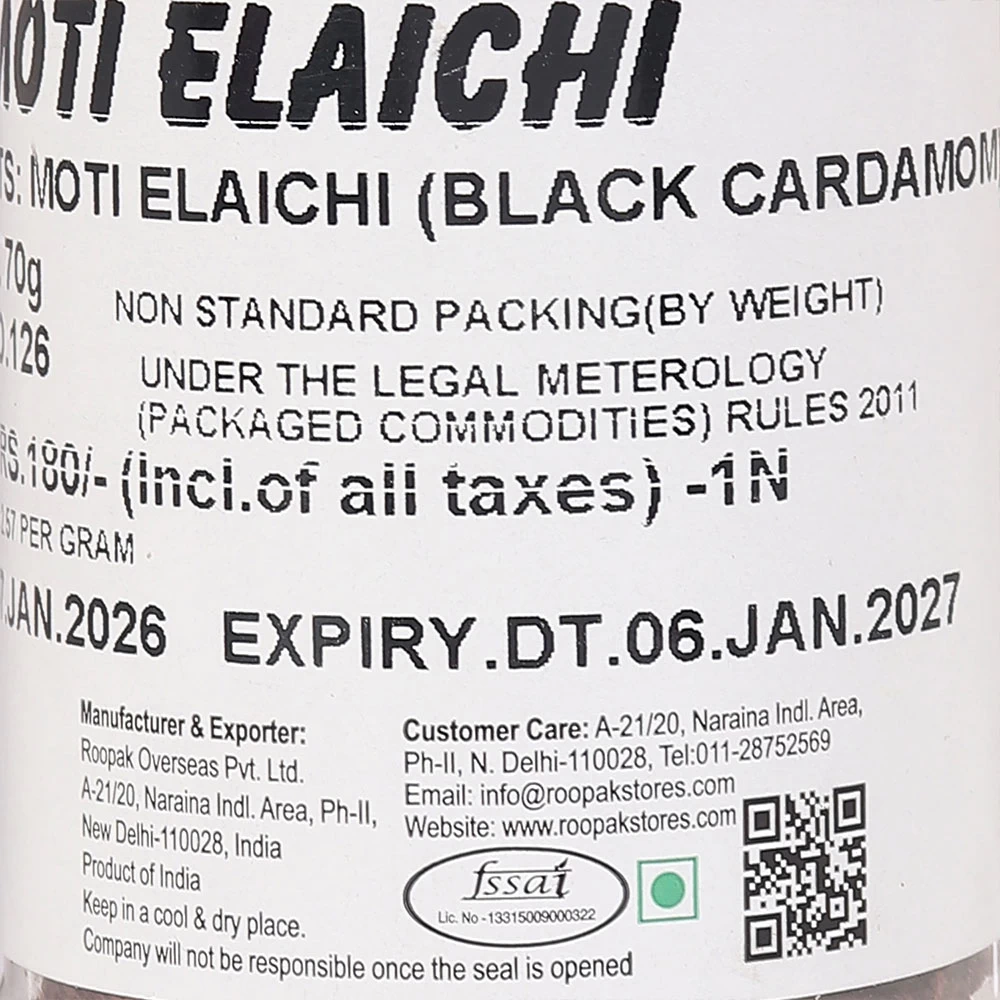 MOTI ELAICHI
TS: MOTI ELAICHI (BLACK CARDAMOM)
70g
.126
NON STANDARD PACKING(BY WEIGHT)
UNDER THE LEGAL METEROLOGY
(PACKAGED COMMODITIES) RULES 2011
RS.180/- (incl.of all taxes) -1N
2.57 PER GRAM
.JAN.2026 EXPIRY.DT.06.JAN.2027
Manufacturer & Exporter:
Roopak Overseas Pvt. Ltd.
A-21/20, Naraina Indl. Area, Ph-II,
New Delhi-110028, India
Product of India
Keep in a cool & dry place.
Company will not be responsible once the seal is opened
Customer Care: A-21/20, Naraina Indl. Area,
Ph-II, N. Delhi-110028, Tel:011-28752569
Email: info@roopakstores.com
Website: www.roopakstores.com
fssai
Lic. No -13315009000322